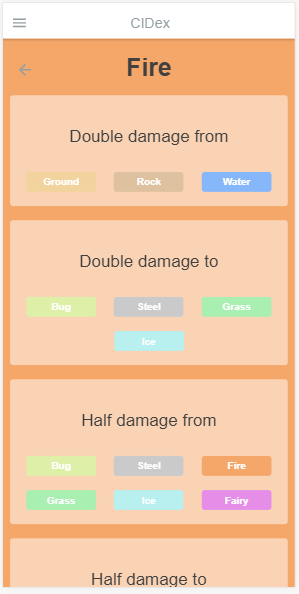 CIDex
Fire
Double damage from
Ground Rock Water
Double damage to
Bug Steel Grass
Ice
Half damage from
Bug Steel Fire
Grass Ice Fairy
Half damage to